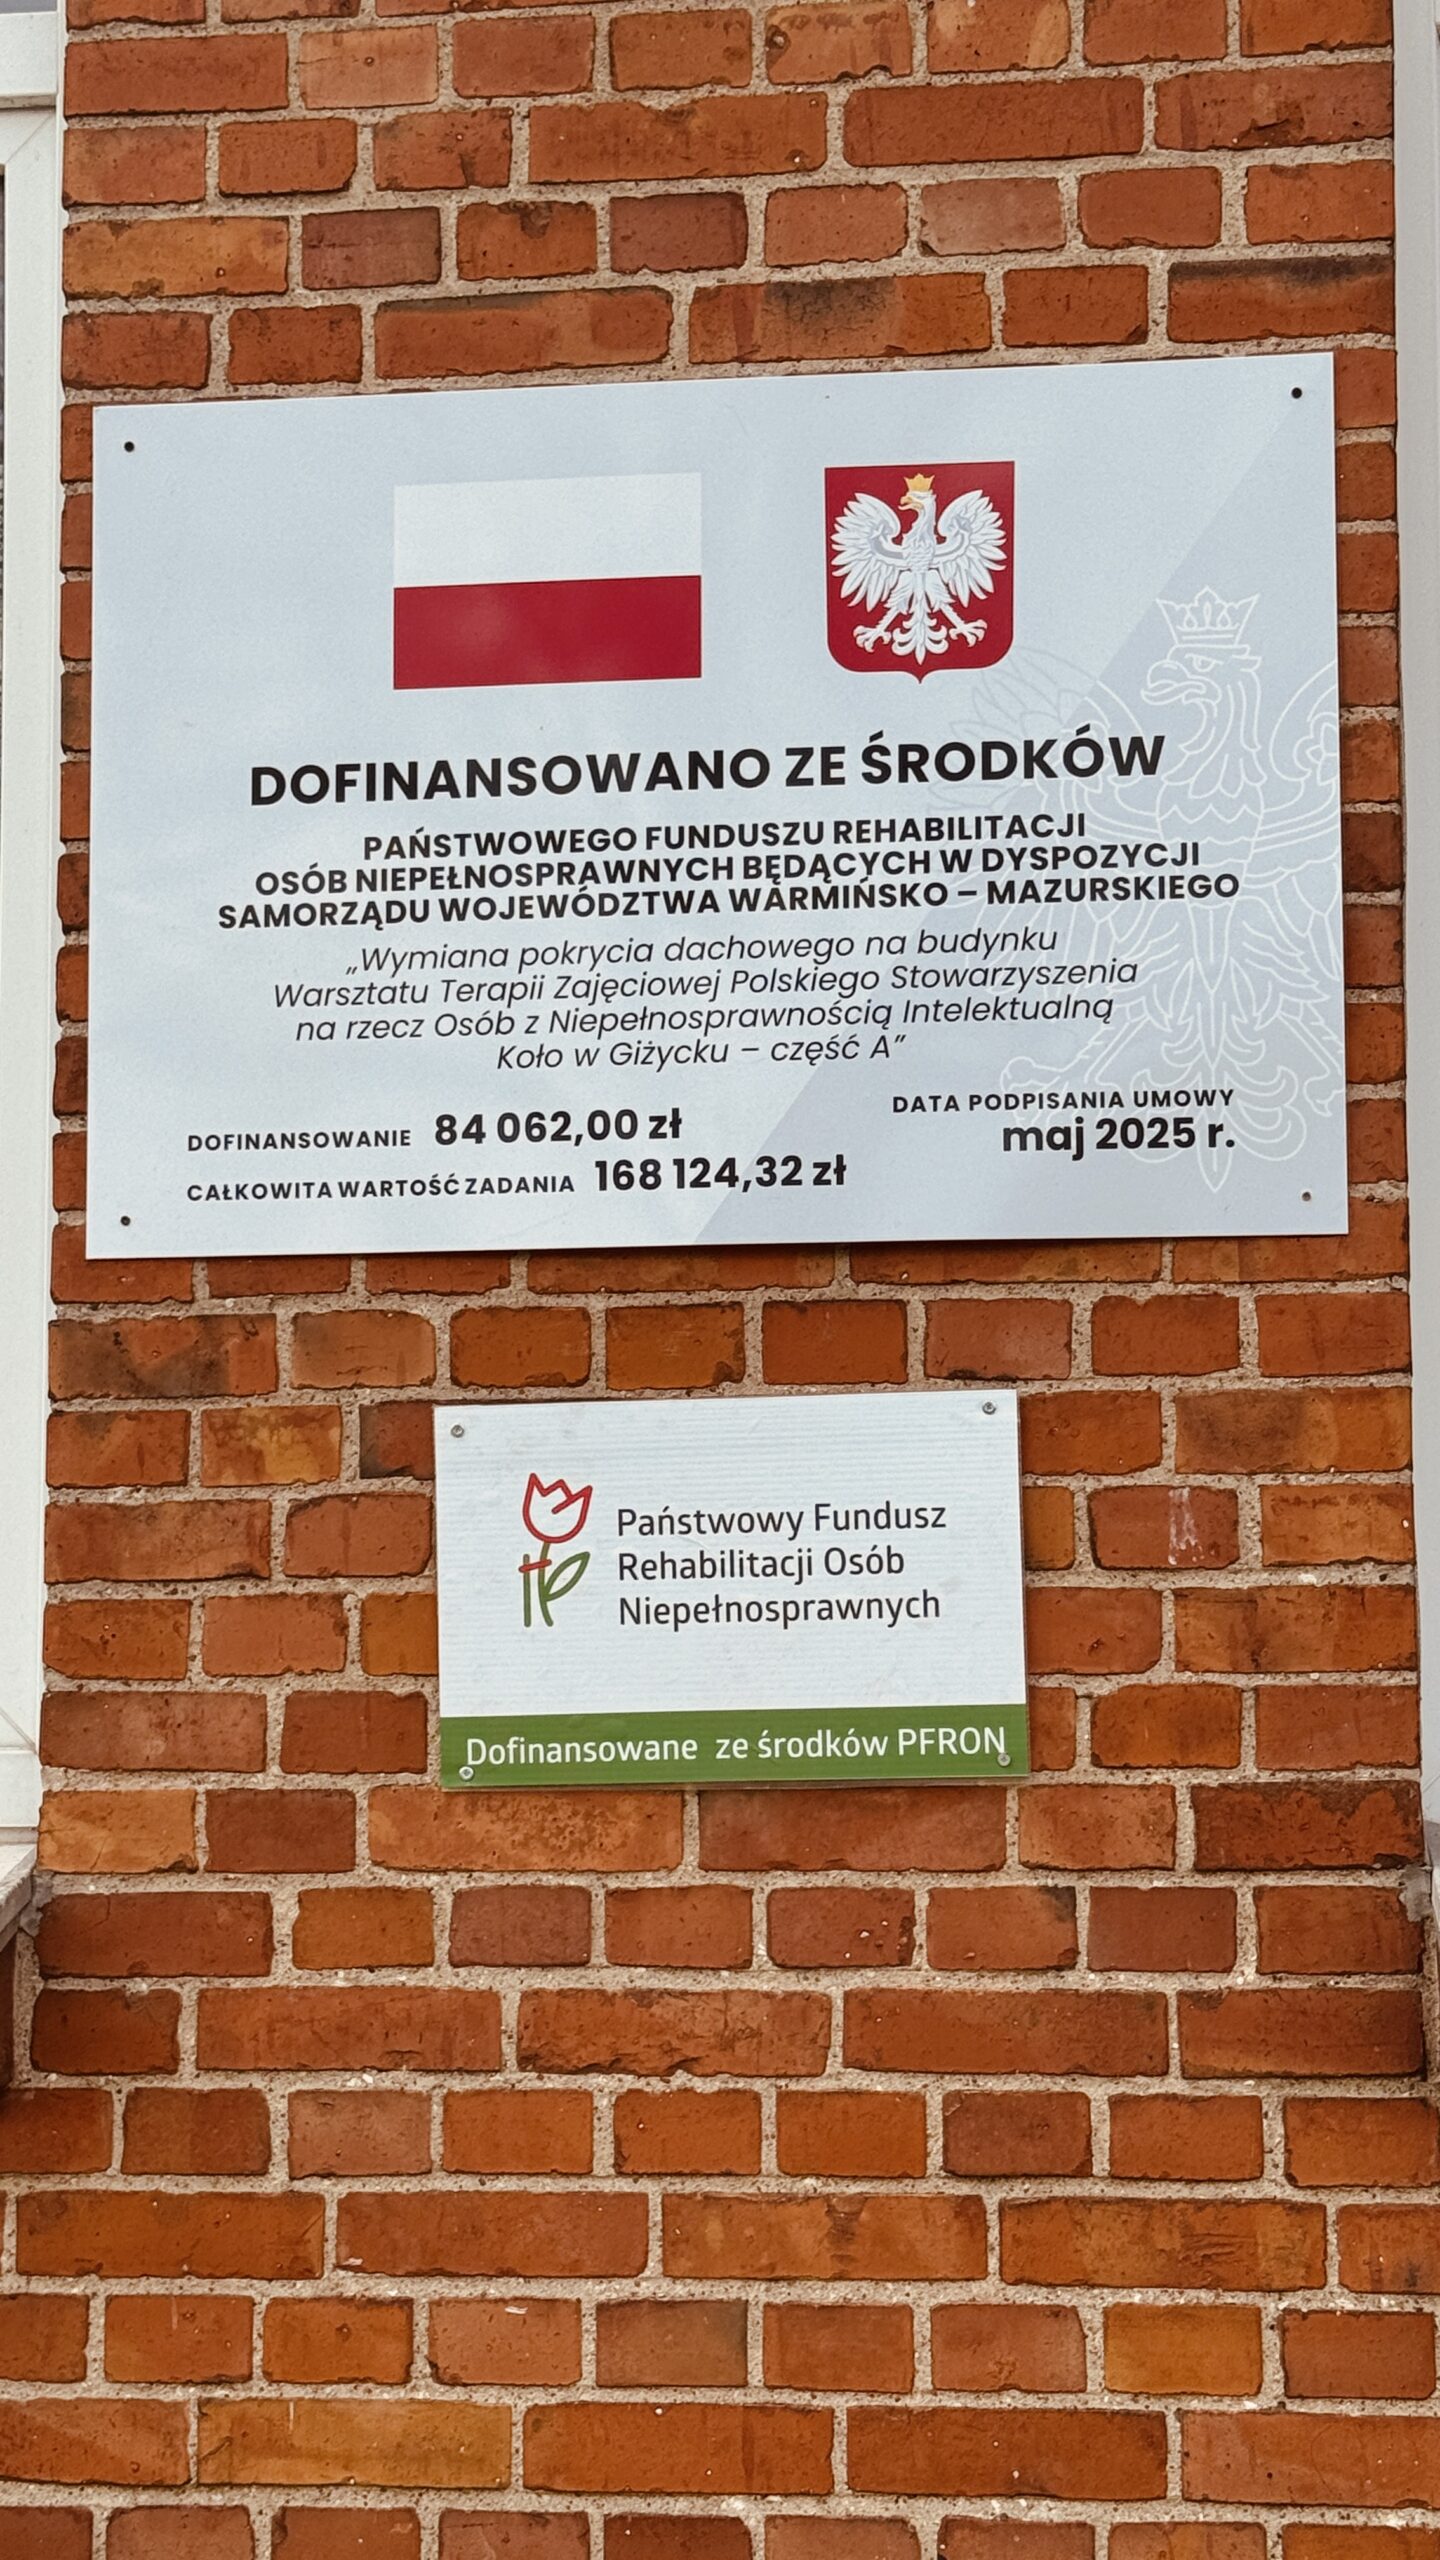 DOFINANSOWANO ZE ŚRODKÓW
PAŃSTWOWEGO FUNDUSZU REHABILITACJI
OSÓB NIEPEŁNOSPRAWNYCH BĘDĄCYCH W DYSPOZYCJI
SAMORZĄDU WOJEWÓDZTWA WARMIŃSKO – MAZURSKIEGO
„Wymiana pokrycia dachowego na budynku
Warsztatu Terapii Zajęciowej Polskiego Stowarzyszenia
na rzecz Osób z Niepełnosprawnością Intelektualną
Koło w Giżycku – część A”
DOFINANSOWANIE 84 062,00 zł
CAŁKOWITA WARTOŚĆ ZADANIA 168 124,32 zł
DATA PODPISANIA UMOWY
maj 2025 r.
Państwowy Fundusz
Rehabilitacji Osób
Niepełnosprawnych
Dofinansowane ze środków PFRON